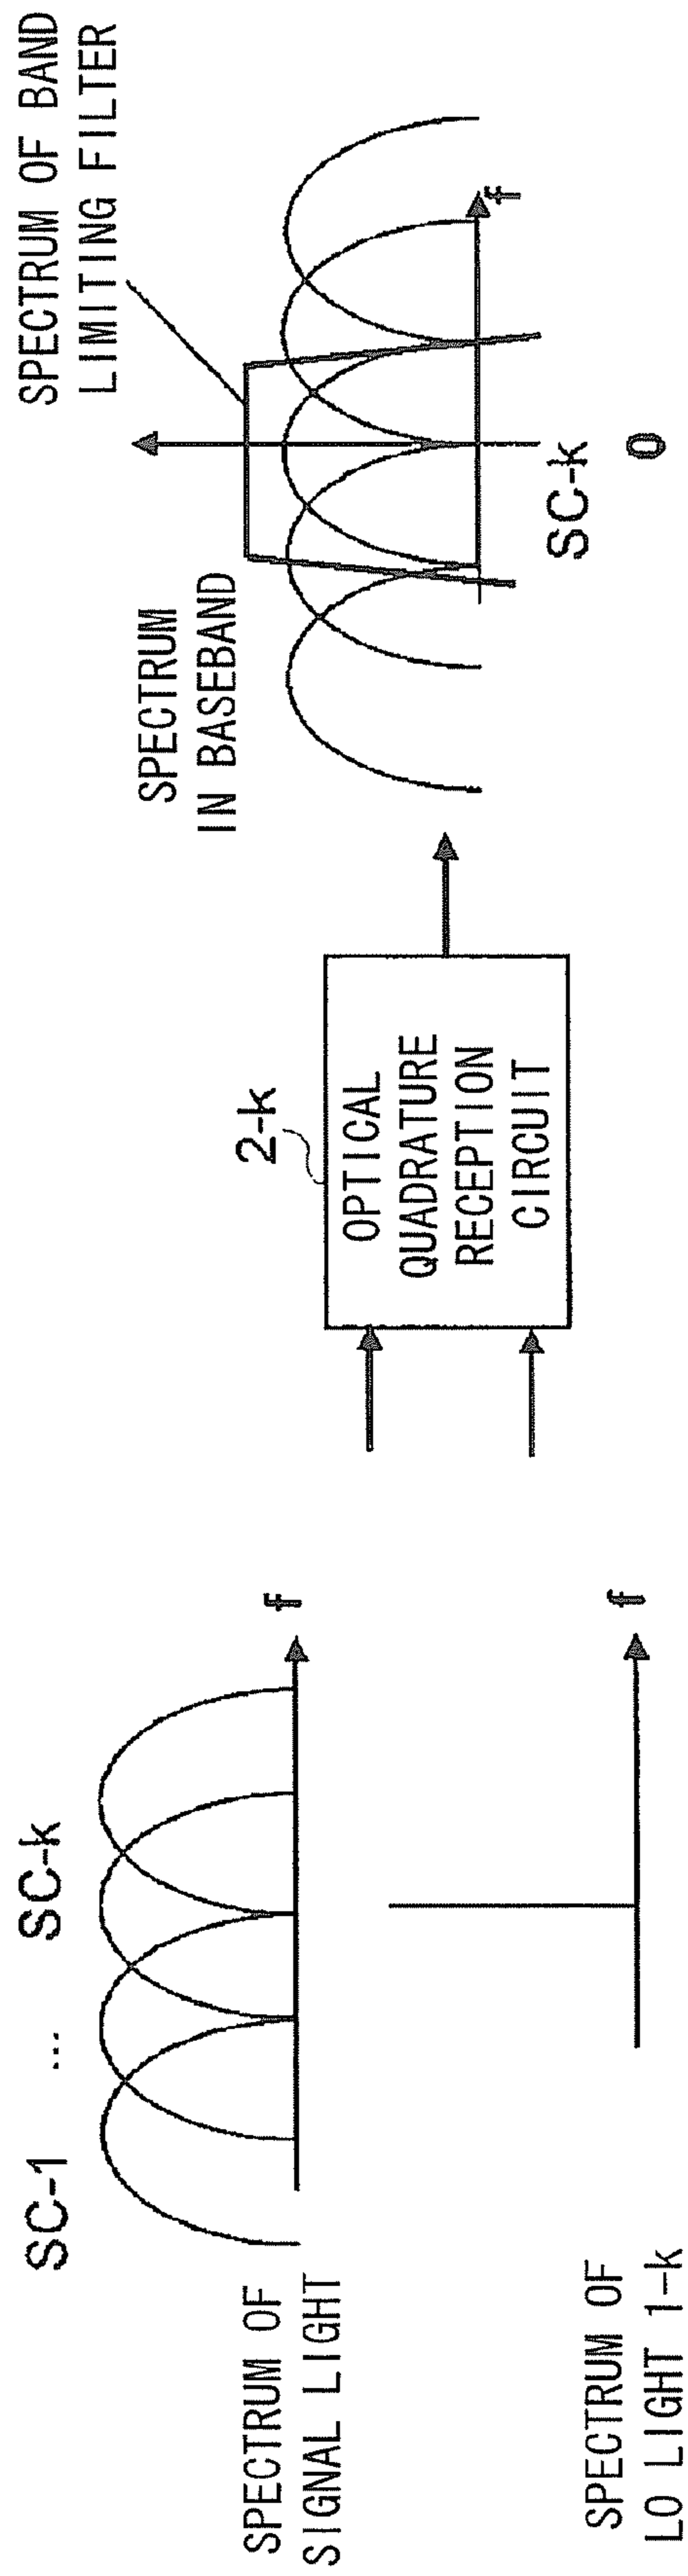 SC-1 ... SC-k
f
SPECTRUM OF
SIGNAL LIGHT
f
SPECTRUM OF
LO LIGHT 1-k
2-k
OPTICAL
QUADRATURE
RECEPTION
CIRCUIT
SPECTRUM
IN BASEBAND
SPECTRUM OF BAND
LIMITING FILTER
f
SC-k
0